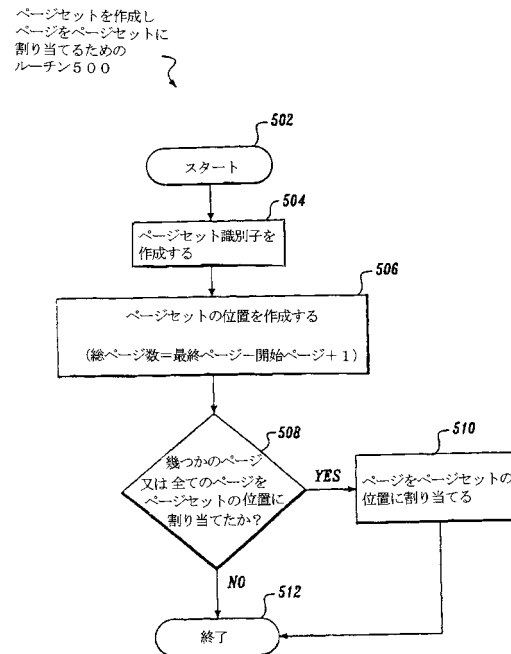 ページセットを作成し
ページをページセットに
割り当てるための
ルーチン500
502
スタート
504
ページセット識別子を
作成する
506
ページセットの位置を作成する
(総ページ数=最終ページ−開始ページ+1)
508
幾つかのページ
又は全てのページを
ページセットの位置に
割り当てたか?
YES
510
ページをページセットの
位置に割り当てる
NO
512
終了